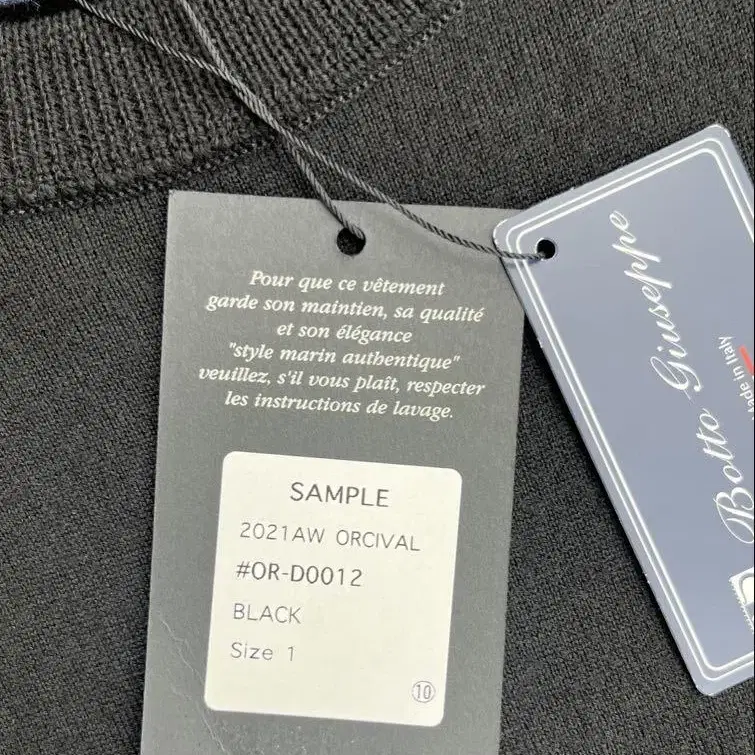 Pour que ce vêtement
garde son maintien, sa qualité
et son élégance
"style marin authentique"
veuillez, s'il vous plaît, respecter
les instructions de lavage.
SAMPLE
2021AW ORCIVAL
#OR-D0012
BLACK
Size 1
⑩
Botto Giuseppe
Made in Italy